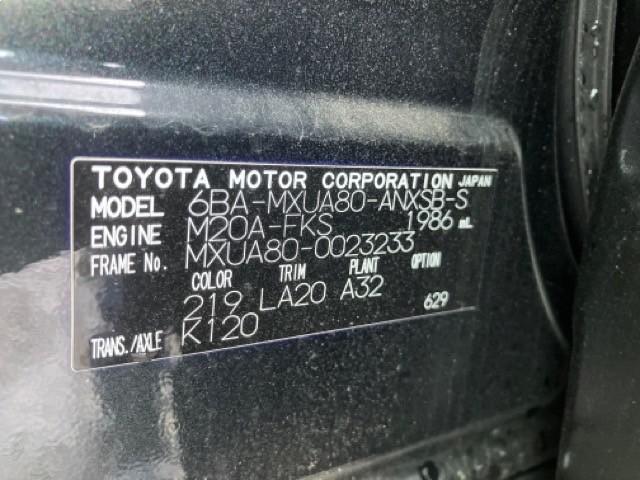 TOYOTA MOTOR CORPORATION JAPAN
MODEL 6BA-MXUA80-ANXSB-S
ENGINE M20A-FKS 1986 mL
FRAME No. MXUA80-0023233
COLOR TRIM PLANT OPTION
219 LA20 A32 629
TRANS./AXLE K120